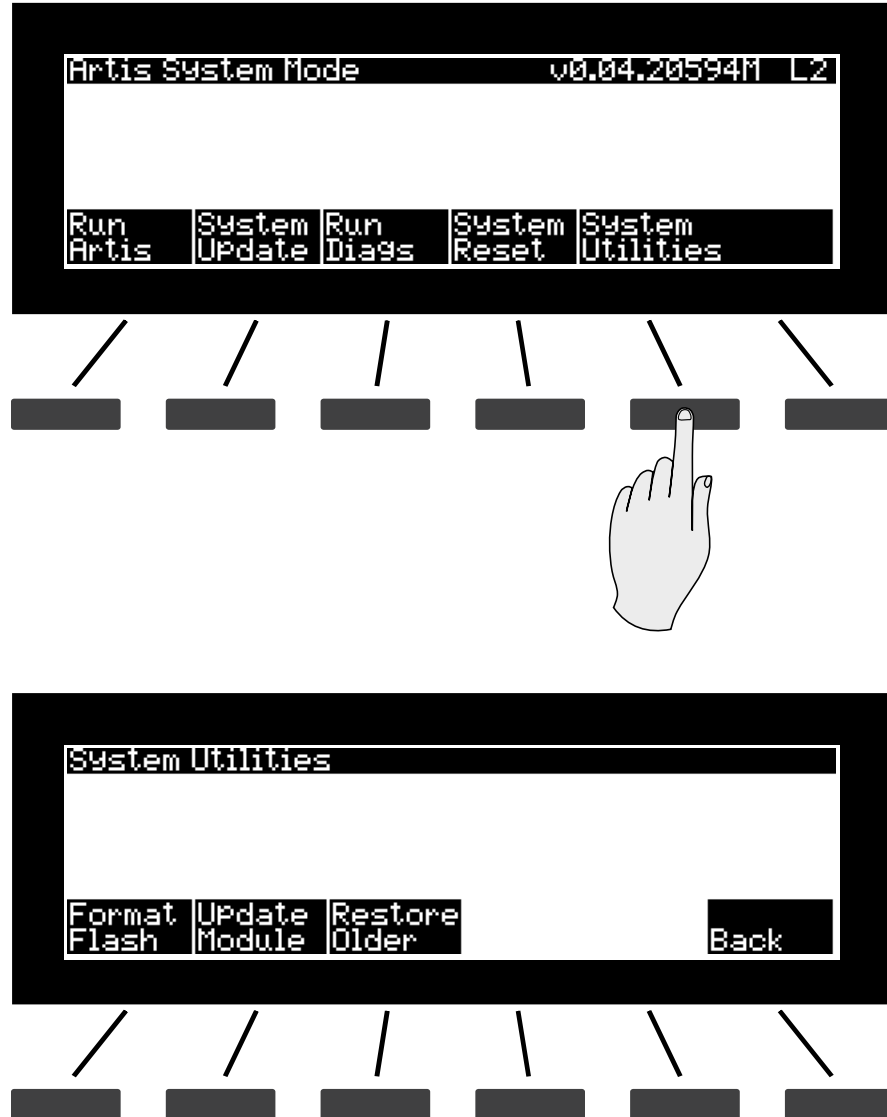 Artis System Mode v0.04.20594M L2
Run System Run System System
Artis Update Diags Reset Utilities
System Utilities
Format Update Restore
Flash Module Older Back